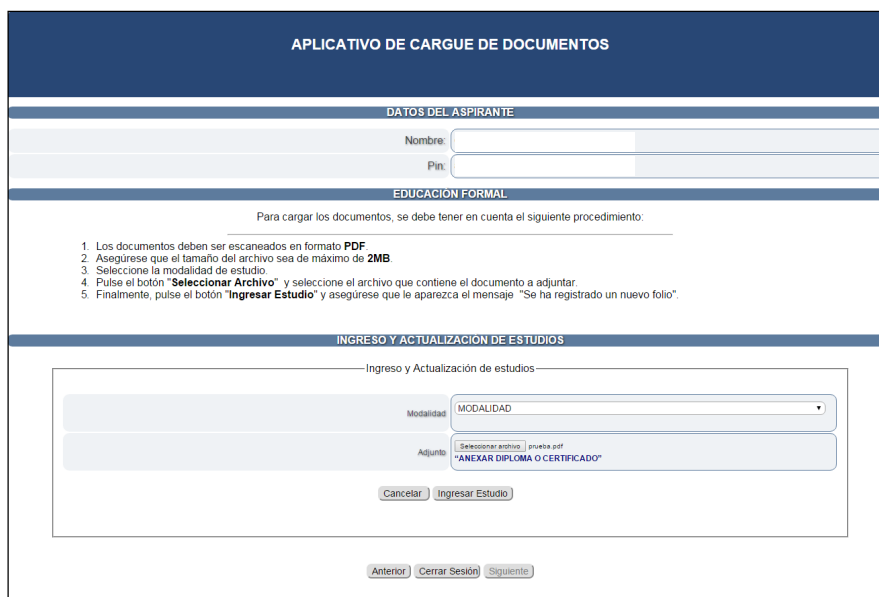 APLICATIVO DE CARGUE DE DOCUMENTOS
DATOS DEL ASPIRANTE
Nombre:
Pin:
EDUCACIÓN FORMAL
Para cargar los documentos, se debe tener en cuenta el siguiente procedimiento:
1. Los documentos deben ser escaneados en formato PDF.
2. Asegúrese que el tamaño del archivo sea de máximo de 2MB.
3. Seleccione la modalidad de estudio.
4. Pulse el botón "Seleccionar Archivo" y seleccione el archivo que contiene el documento a adjuntar.
5. Finalmente, pulse el botón "Ingresar Estudio" y asegúrese que le aparezca el mensaje "Se ha registrado un nuevo folio".
INGRESO Y ACTUALIZACIÓN DE ESTUDIOS
Ingreso y Actualización de estudios
Modalidad MODALIDAD
Adjunto Seleccionar archivo prueba.pdf
"ANEXAR DIPLOMA O CERTIFICADO"
Cancelar Ingresar Estudio
Anterior Cerrar Sesión Siguiente